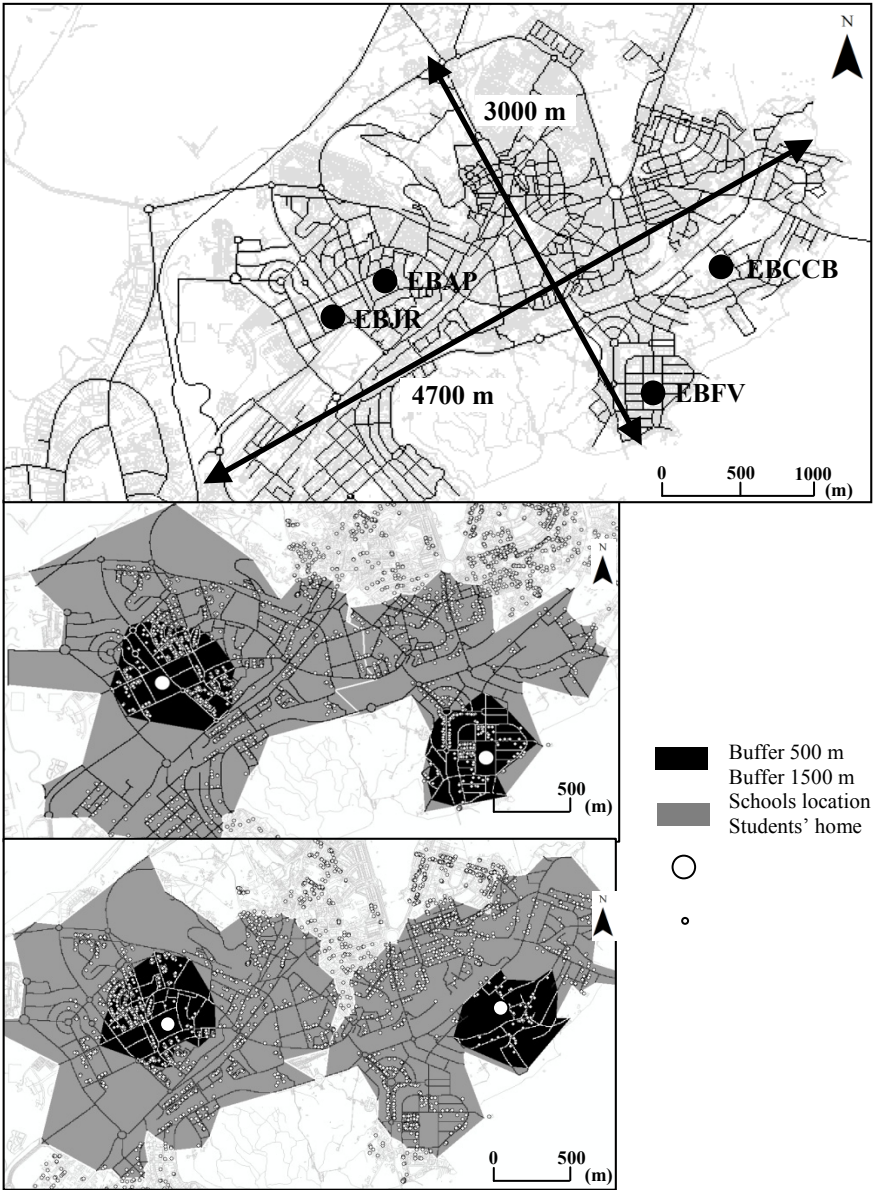 N
3000 m
EBCCB
EBAP
EBJR
4700 m
EBFV
0 500 1000
(m)
N
500
(m)
Buffer 500 m
Buffer 1500 m
Schools location
Students’ home
N
0 500
(m)